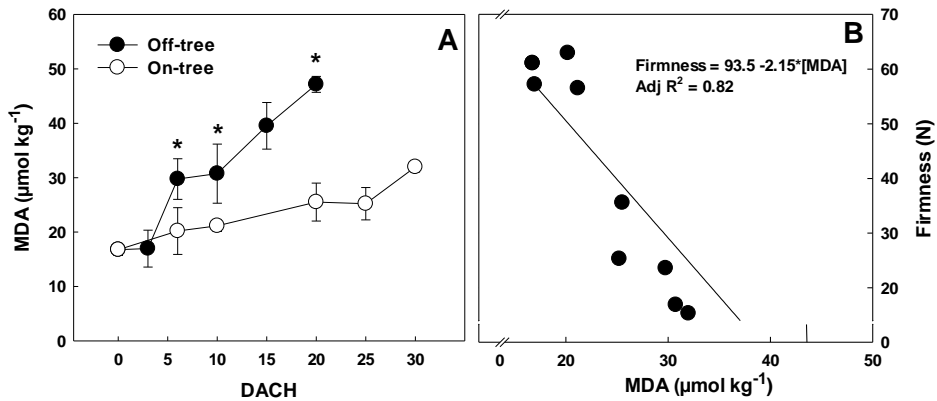 A
Off-tree
On-tree
*
*
*
60
50
40
30
20
10
0
MDA (µmol kg⁻¹)
0 5 10 15 20 25 30
DACH
B
Firmness = 93.5 -2.15*[MDA]
Adj R² = 0.82
70
60
50
40
30
20
10
Firmness (N)
0 20 30 40 50
MDA (µmol kg⁻¹)